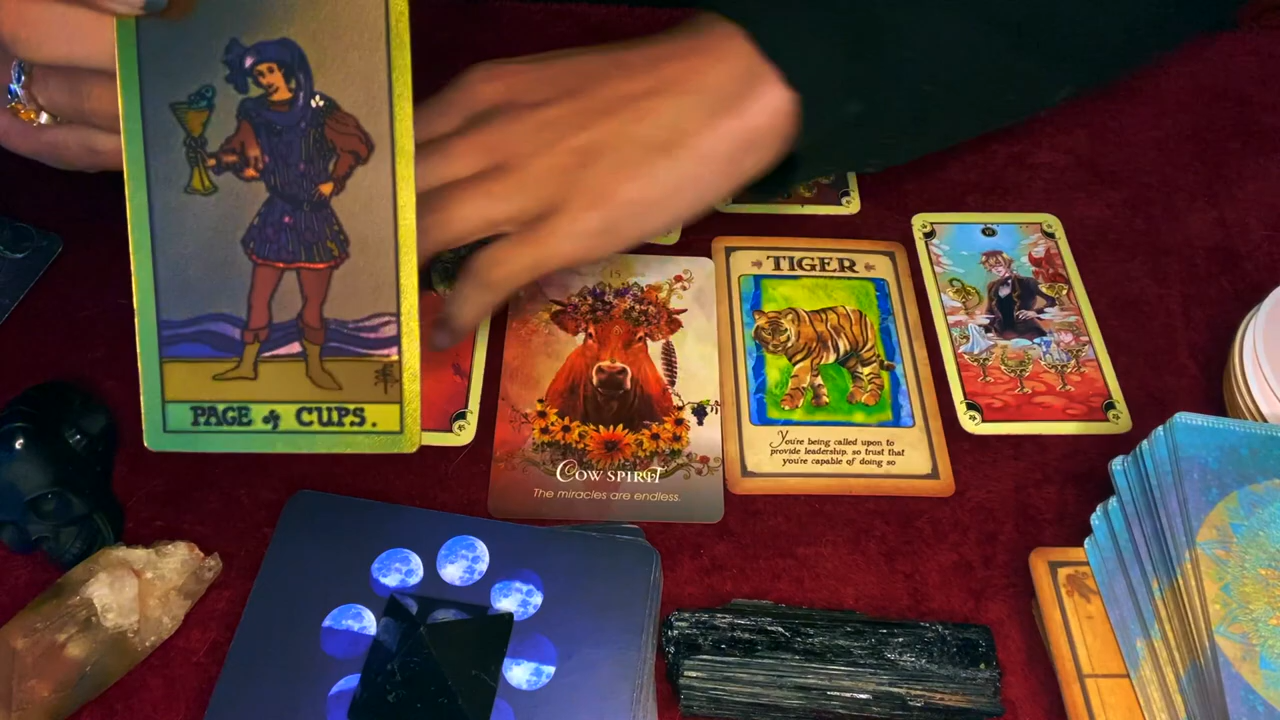 PAGE of CUPS.
15
COW SPIRIT
The miracles are endless.
TIGER
You're being called upon to
provide leadership, so trust that
you're capable of doing so
VII